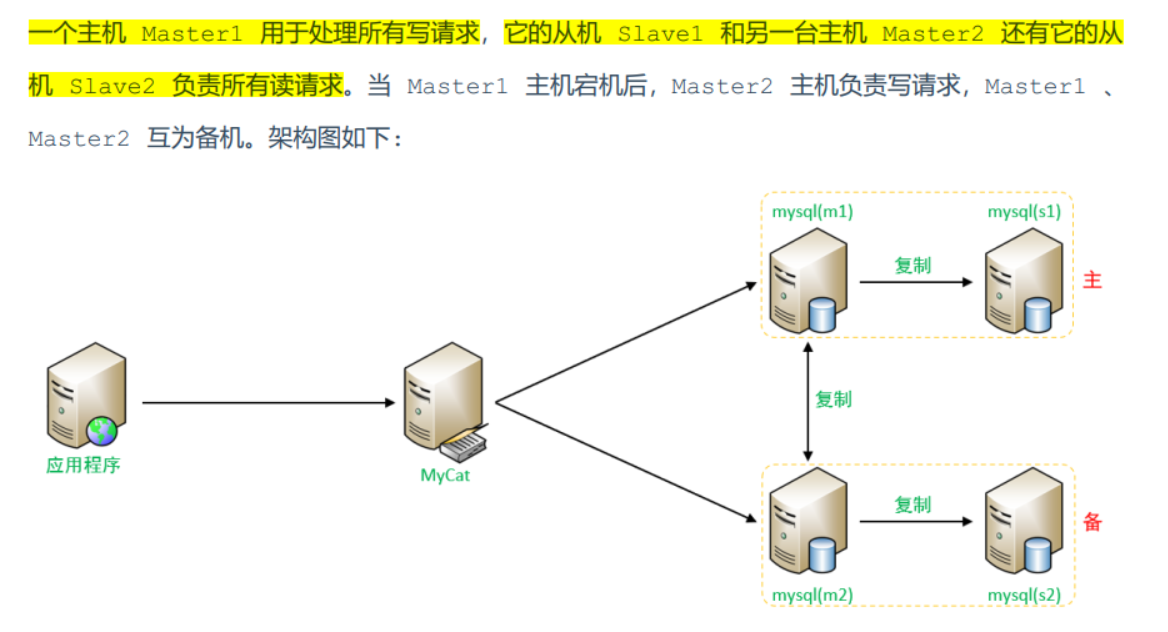 一个主机 Master1 用于处理所有写请求，它的从机 Slave1 和另一台主机 Master2 还有它的从
机 Slave2 负责所有读请求。当 Master1 主机宕机后，Master2 主机负责写请求，Master1 、
Master2 互为备机。架构图如下：
mysql(m1)
mysql(s1)
复制
主
复制
应用程序
MyCat
复制
备
mysql(m2)
mysql(s2)